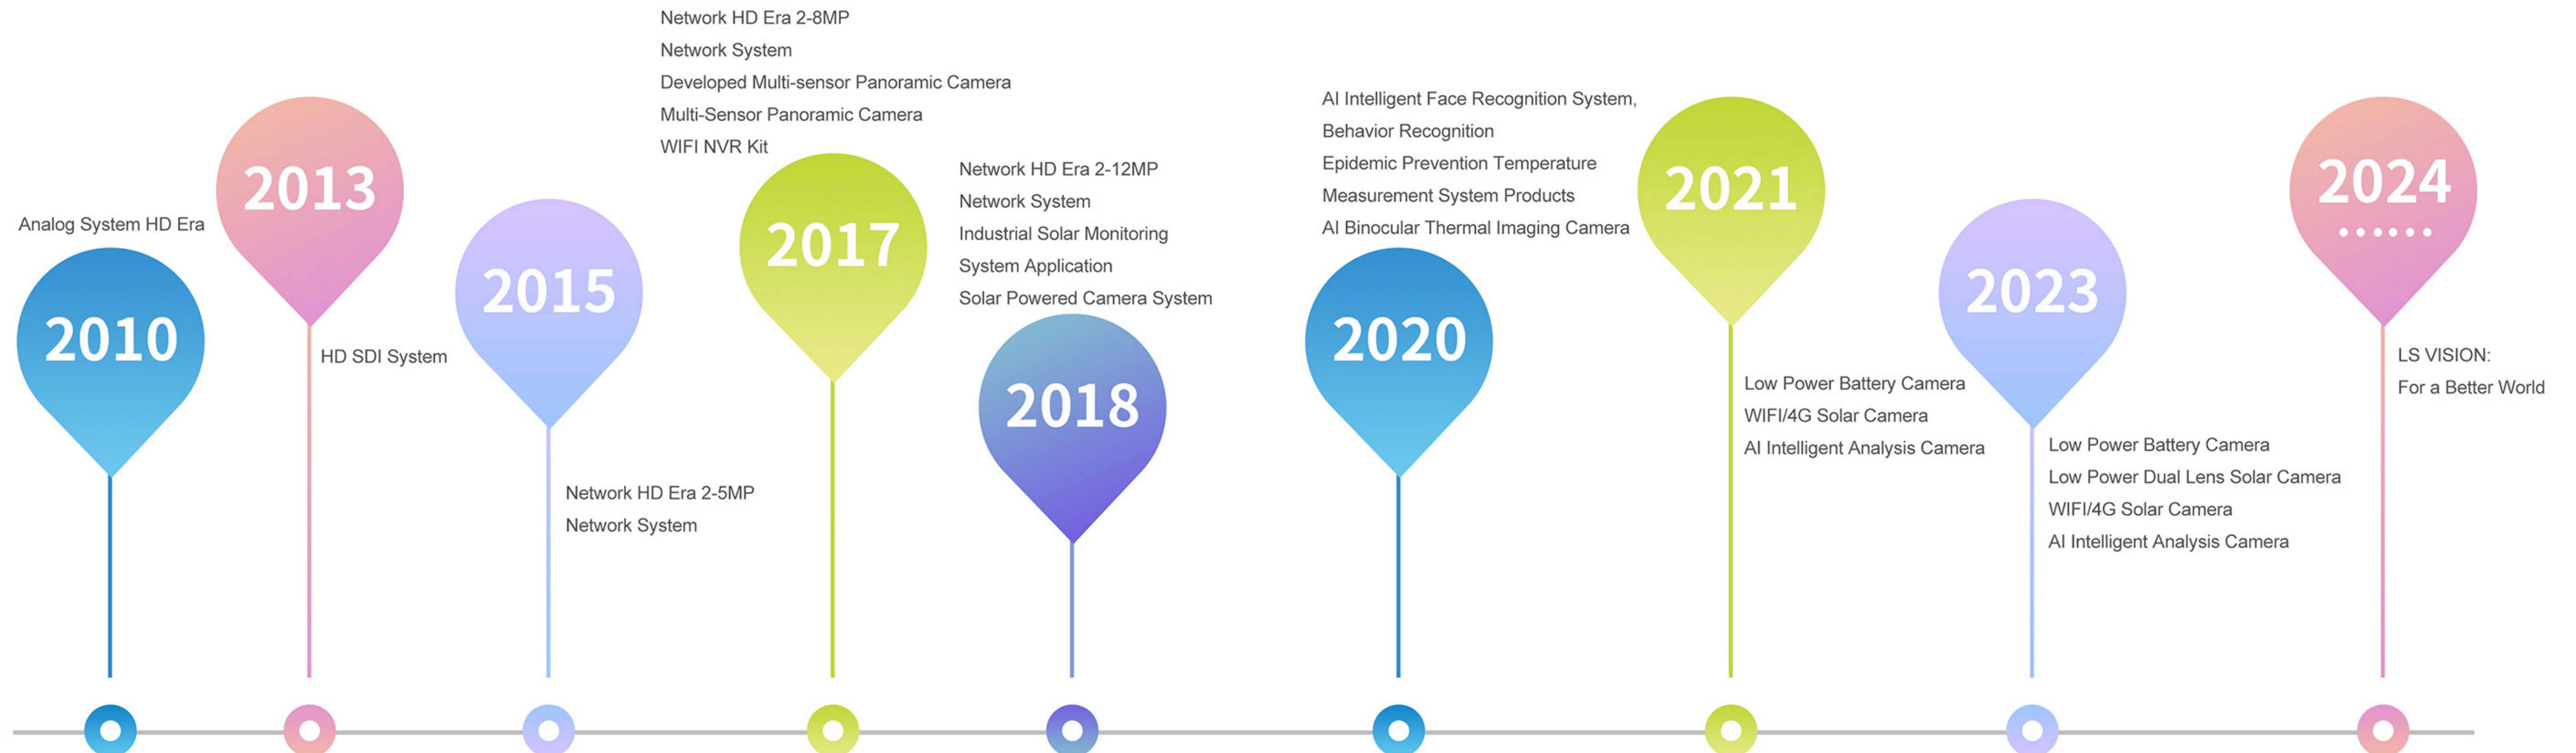 Analog System HD Era
2010
2013
HD SDI System
2015
Network HD Era 2-5MP
Network System
Network HD Era 2-8MP
Network System
Developed Multi-sensor Panoramic Camera
Multi-Sensor Panoramic Camera
WIFI NVR Kit
2017
Network HD Era 2-12MP
Network System
Industrial Solar Monitoring
System Application
Solar Powered Camera System
2018
AI Intelligent Face Recognition System,
Behavior Recognition
Epidemic Prevention Temperature
Measurement System Products
AI Binocular Thermal Imaging Camera
2020
2021
Low Power Battery Camera
WIFI/4G Solar Camera
AI Intelligent Analysis Camera
2023
Low Power Battery Camera
Low Power Dual Lens Solar Camera
WIFI/4G Solar Camera
AI Intelligent Analysis Camera
2024
......
LS VISION:
For a Better World